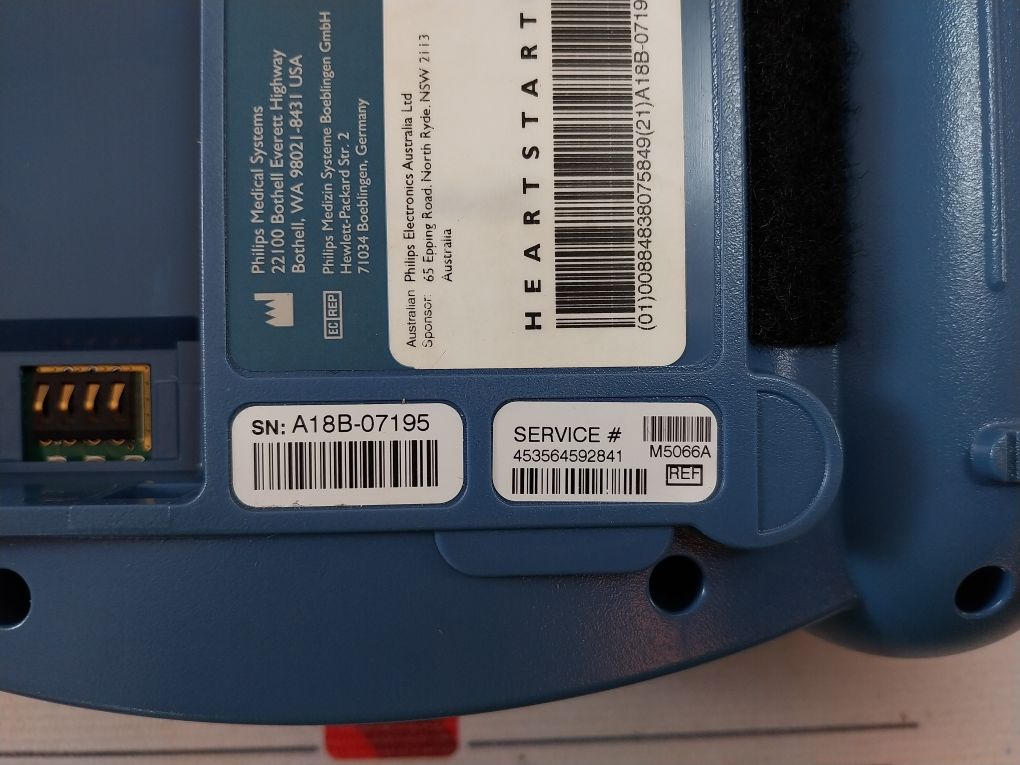 Philips Medical Systems
22100 Bothell Everett Highway
Bothell, WA 98021-8431 USA
EC REP
Philips Medizin Systeme Boeblingen GmbH
Hewlett-Packard Str. 2
71034 Boeblingen, Germany
Australian Philips Electronics Australia Ltd
Sponsor: 65 Epping Road, North Ryde, NSW 2113
Australia
HEARTSTART
(01)00884838075849(21)A18B-0719
SN: A18B-07195
SERVICE #
453564592841
M5066A
REF